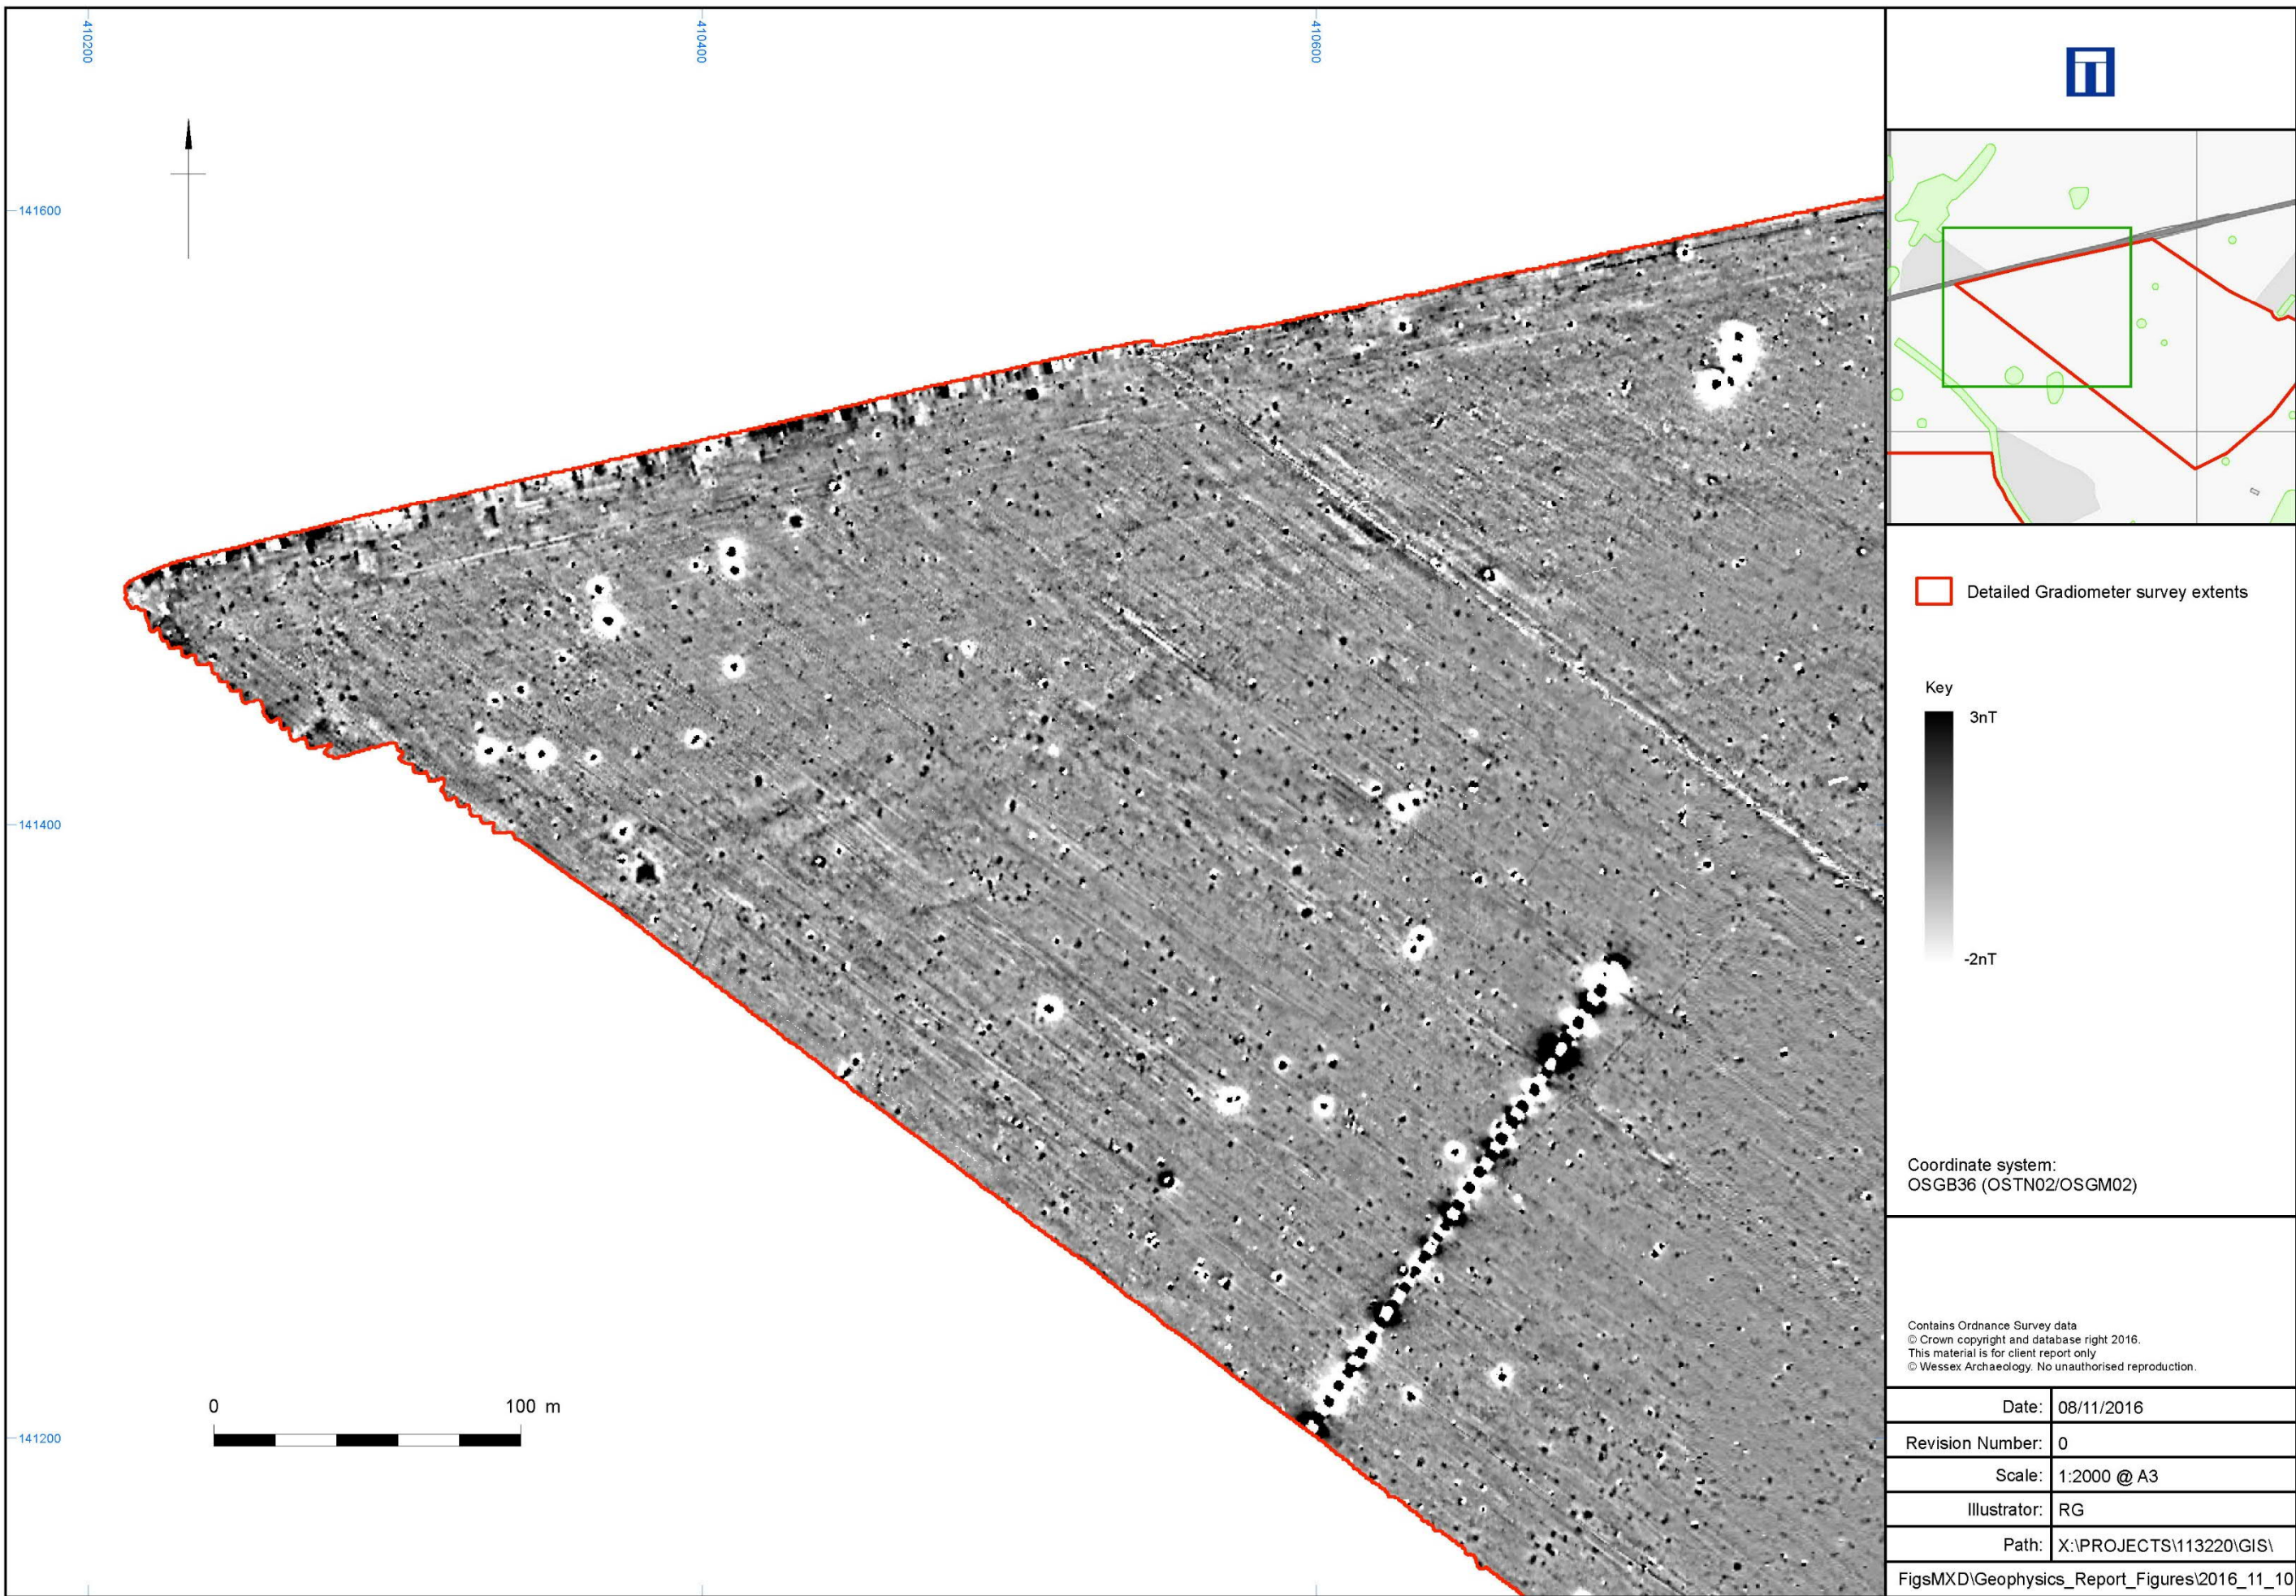 410200
410400
410600
141600
141400
141200
0 100 m
Detailed Gradiometer survey extents
Key
3nT
-2nT
Coordinate system:
OSGB36 (OSTN02/OSGM02)
Contains Ordnance Survey data
© Crown copyright and database right 2016.
This material is for client report only
© Wessex Archaeology. No unauthorised reproduction.
Date: 08/11/2016
Revision Number: 0
Scale: 1:2000 @ A3
Illustrator: RG
Path: X:\PROJECTS\113220\GIS\
FigsMXD\Geophysics_Report_Figures\2016_11_10